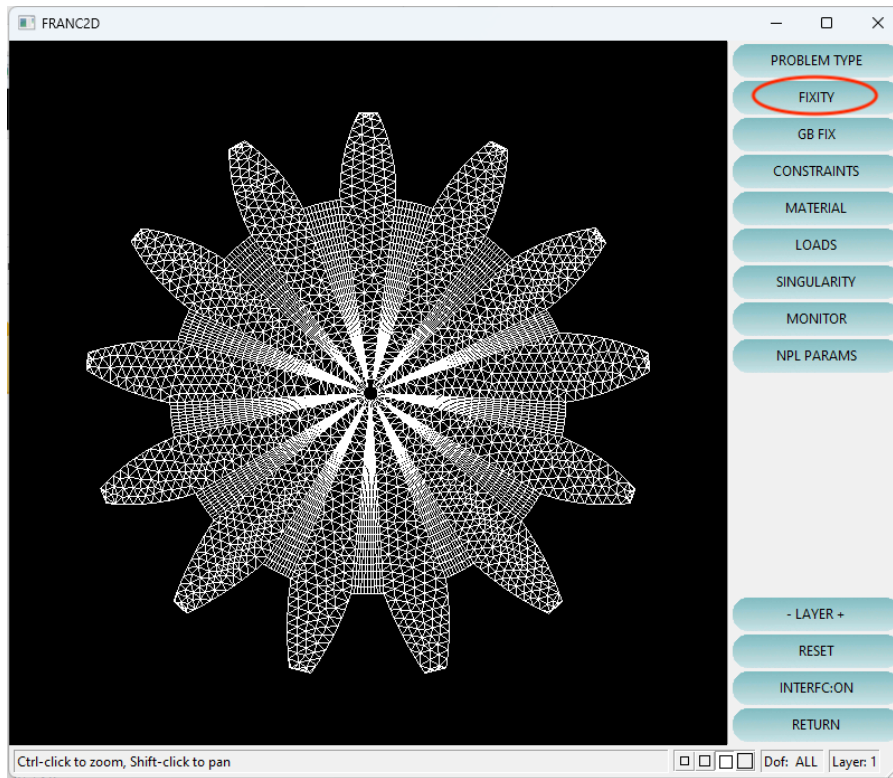 FRANC2D
PROBLEM TYPE
FIXITY
GB FIX
CONSTRAINTS
MATERIAL
LOADS
SINGULARITY
MONITOR
NPL PARAMS
- LAYER +
RESET
INTERFC:ON
RETURN
Ctrl-click to zoom, Shift-click to pan
Dof: ALL
Layer: 1